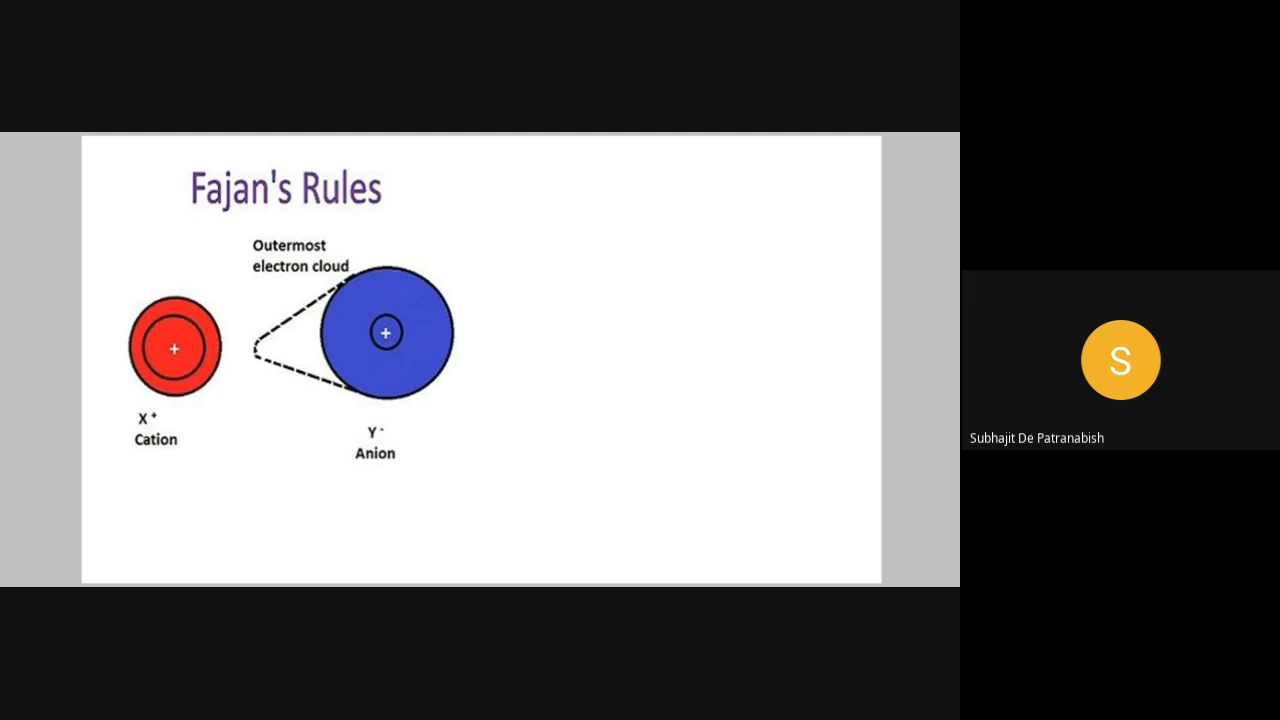 Fajan's Rules
Outermost
electron cloud
+
+
X +
Cation
Y -
Anion
S
Subhajit De Patranabish